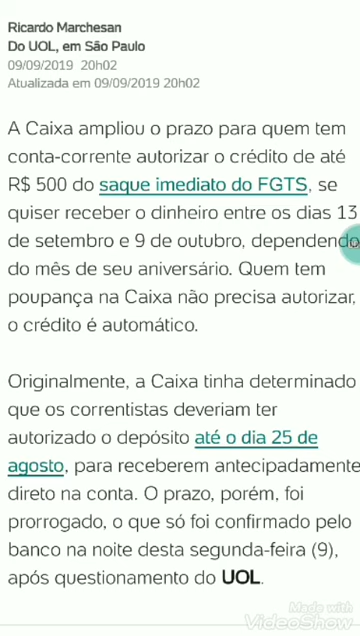 Ricardo Marchesan
Do UOL, em São Paulo
09/09/2019 20h02
Atualizada em 09/09/2019 20h02
A Caixa ampliou o prazo para quem tem
conta-corrente autorizar o crédito de até
R$ 500 do saque imediato do FGTS, se
quiser receber o dinheiro entre os dias 13
de setembro e 9 de outubro, dependendo
do mês de seu aniversário. Quem tem
poupança na Caixa não precisa autorizar,
o crédito é automático.
Originalmente, a Caixa tinha determinado
que os correntistas deveriam ter
autorizado o depósito até o dia 25 de
agosto, para receberem antecipadamente
direto na conta. O prazo, porém, foi
prorrogado, o que só foi confirmado pelo
banco na noite desta segunda-feira (9),
após questionamento do UOL.
Made with
VideoShow